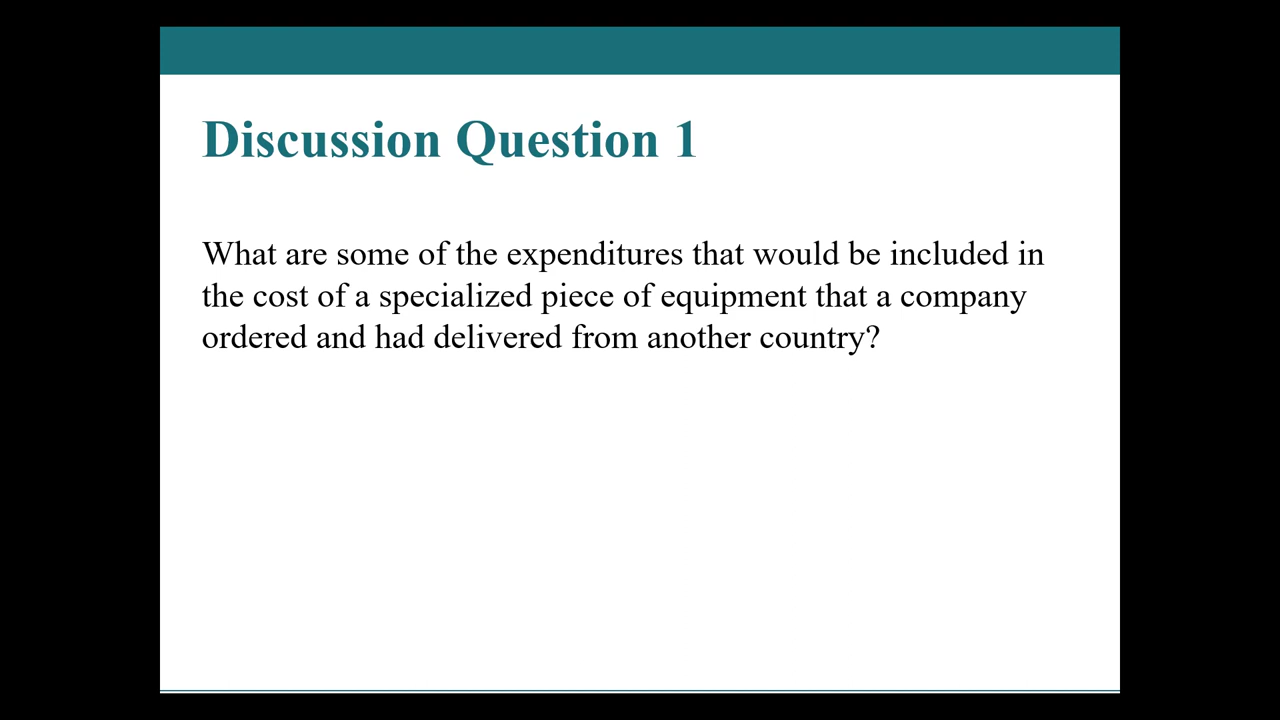 Discussion Question 1
What are some of the expenditures that would be included in
the cost of a specialized piece of equipment that a company
ordered and had delivered from another country?